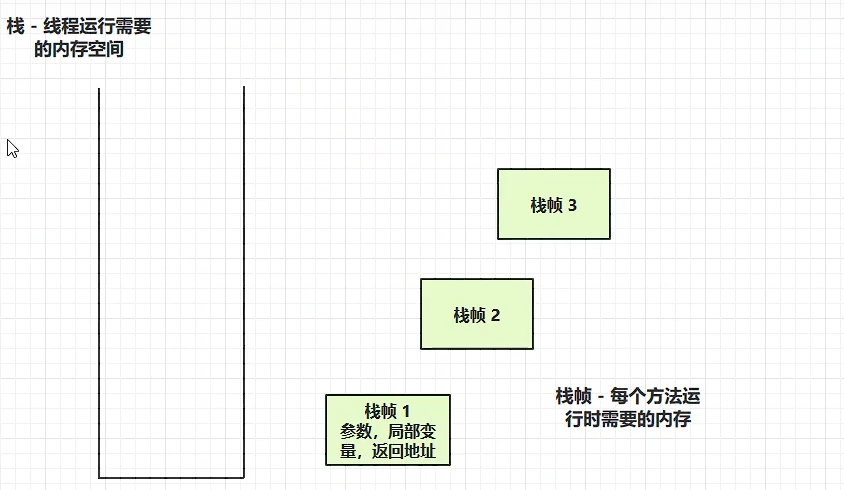 栈 - 线程运行需要
的内存空间
栈帧 3
栈帧 2
栈帧 1
参数，局部变
量，返回地址
栈帧 - 每个方法运
行时需要的内存